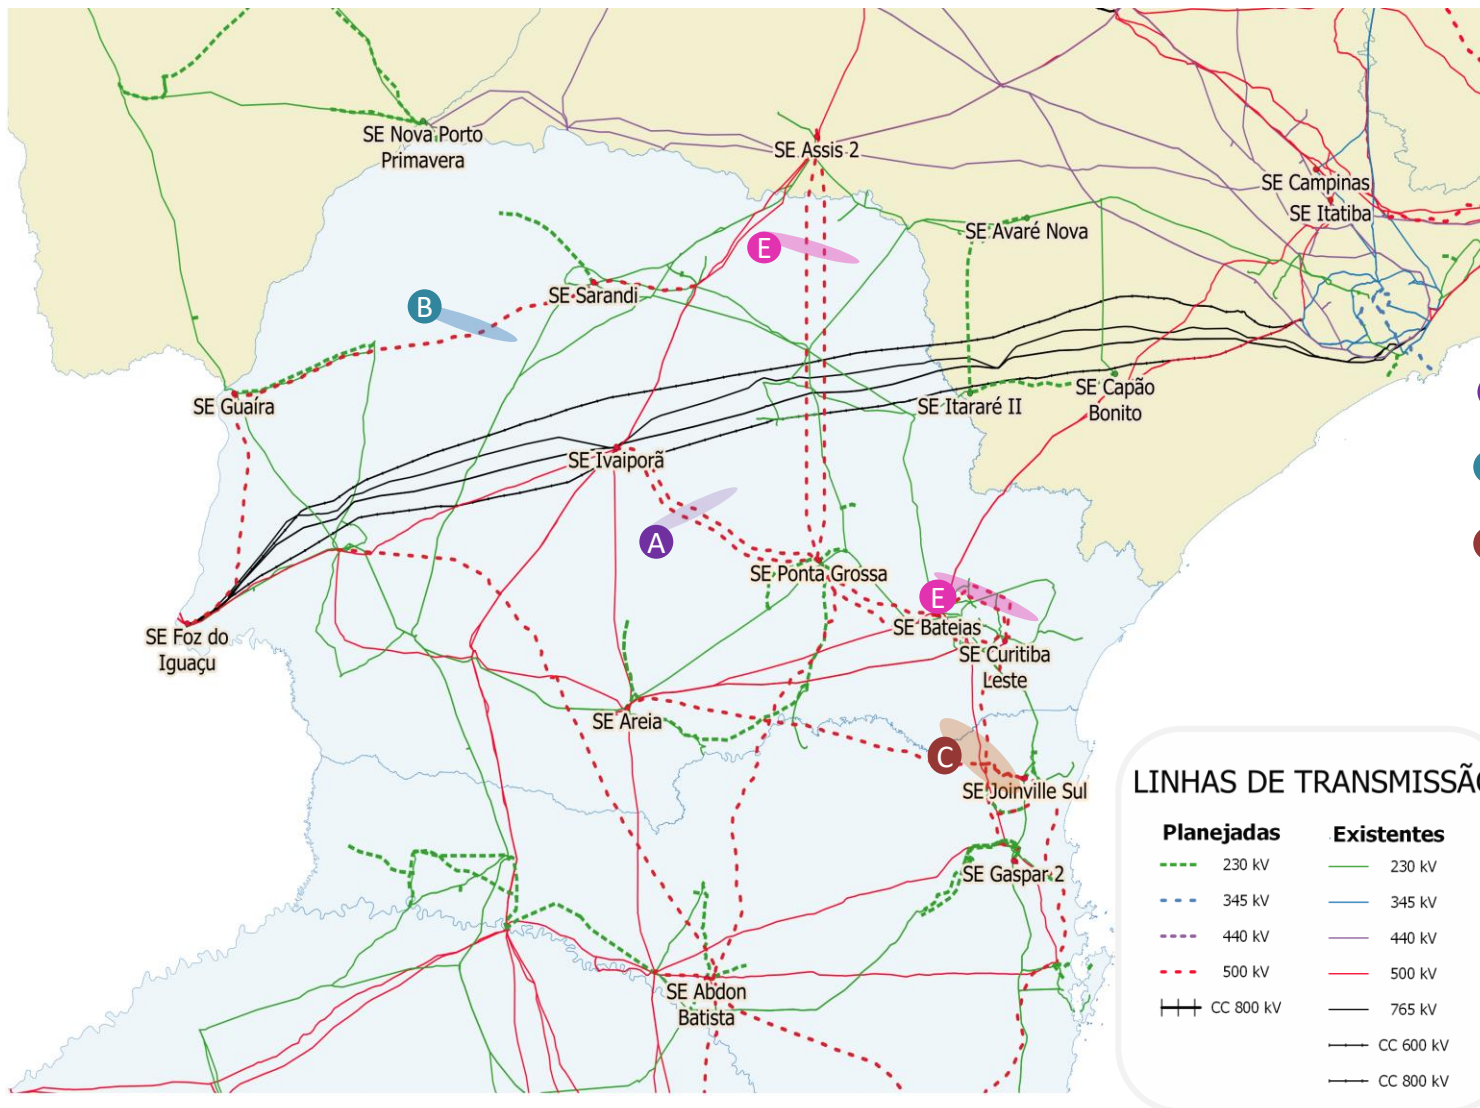 SE Nova Porto
Primavera
SE Assis 2
SE Campinas
SE Itatiba
SE Avaré Nova
E
SE Sarandi
B
SE Guaíra
SE Itararé II
SE Capão
Bonito
SE Ivaiporã
A
SE Ponta Grossa
E
SE Bateias
SE Foz do
Iguaçu
SE Curitiba
Leste
SE Areia
C
SE Joinville Sul
SE Gaspar 2
SE Abdon
Batista
LINHAS DE TRANSMISSÃO
Planejadas
230 kV
345 kV
440 kV
500 kV
CC 800 kV
Existentes
230 kV
345 kV
440 kV
500 kV
765 kV
CC 600 kV
CC 800 kV